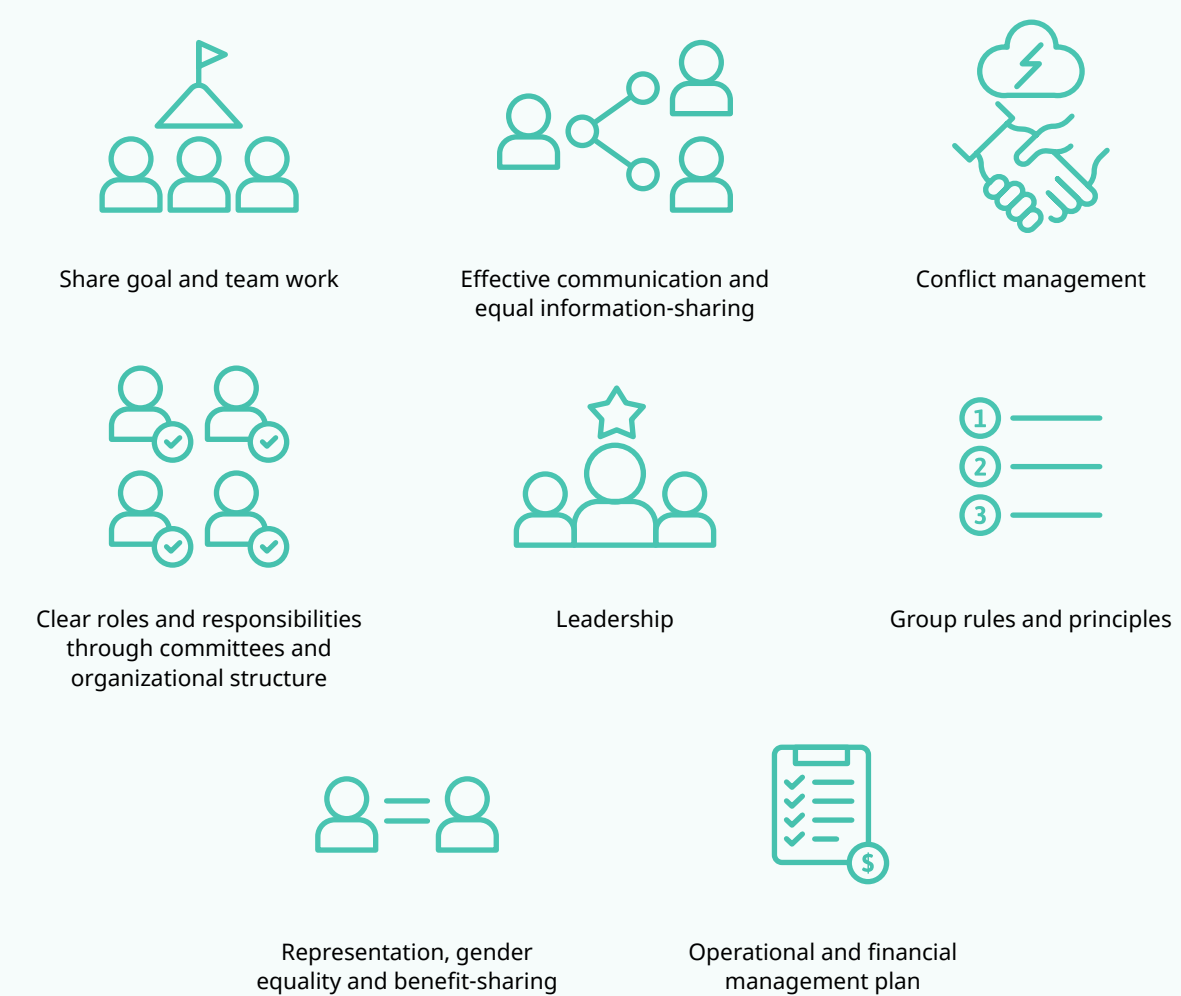 Share goal and team work
Effective communication and
equal information-sharing
Conflict management
Clear roles and responsibilities
through committees and
organizational structure
Leadership
1
2
3
Group rules and principles
Representation, gender
equality and benefit-sharing
$
Operational and financial
management plan